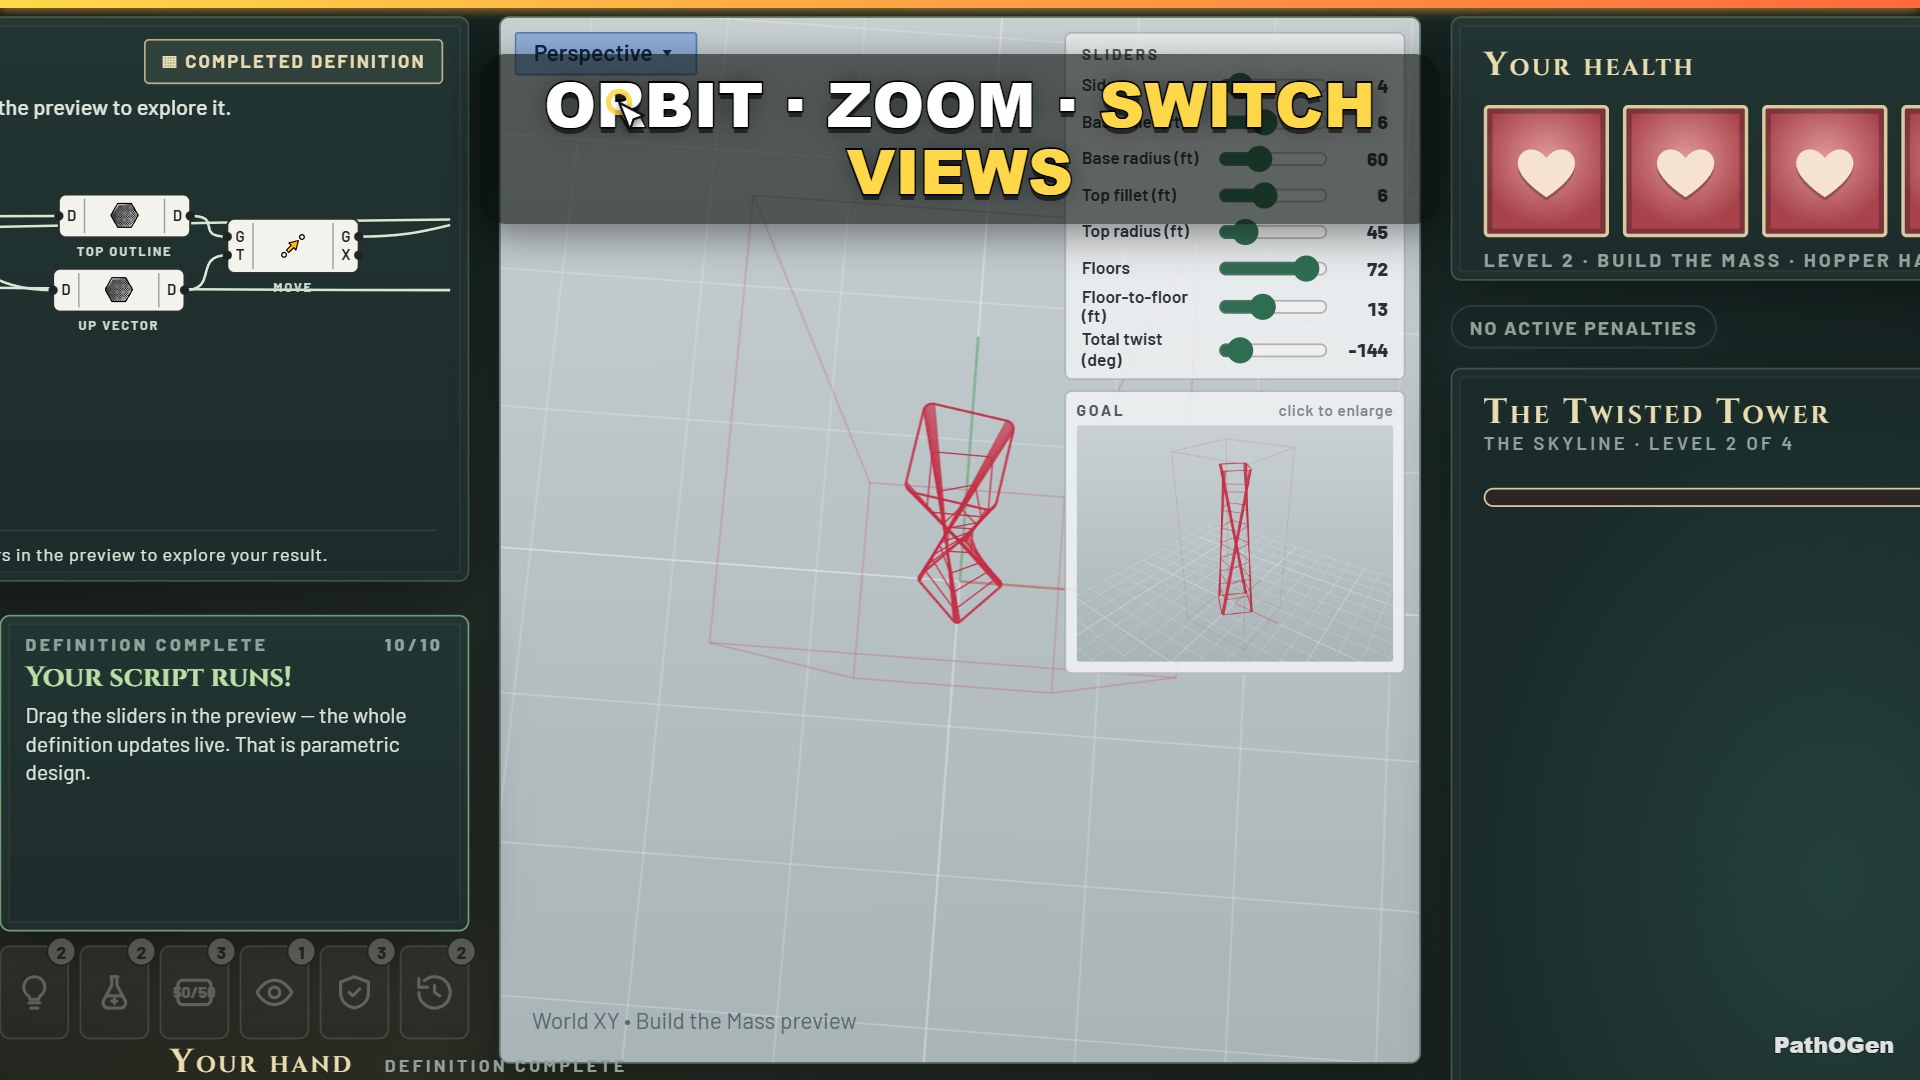 COMPLETED DEFINITION
the preview to explore it.
D D
TOP OUTLINE
G G
T X
MOVE
D D
UP VECTOR
s in the preview to explore your result.
DEFINITION COMPLETE 10/10
YOUR SCRIPT RUNS!
Drag the sliders in the preview — the whole
definition updates live. That is parametric
design.
2 2 3 1 3 2
50/50
YOUR HAND DEFINITION COMPLETE
Perspective
ORBIT · ZOOM · SWITCH
VIEWS
SLIDERS
4
6
Base radius (ft) 60
Top fillet (ft) 6
Top radius (ft) 45
Floors 72
Floor-to-floor
(ft) 13
Total twist
(deg) -144
GOAL click to enlarge
World XY • Build the Mass preview
YOUR HEALTH
LEVEL 2 · BUILD THE MASS · HOPPER HA
NO ACTIVE PENALTIES
THE TWISTED TOWER
THE SKYLINE · LEVEL 2 OF 4
PathOGen